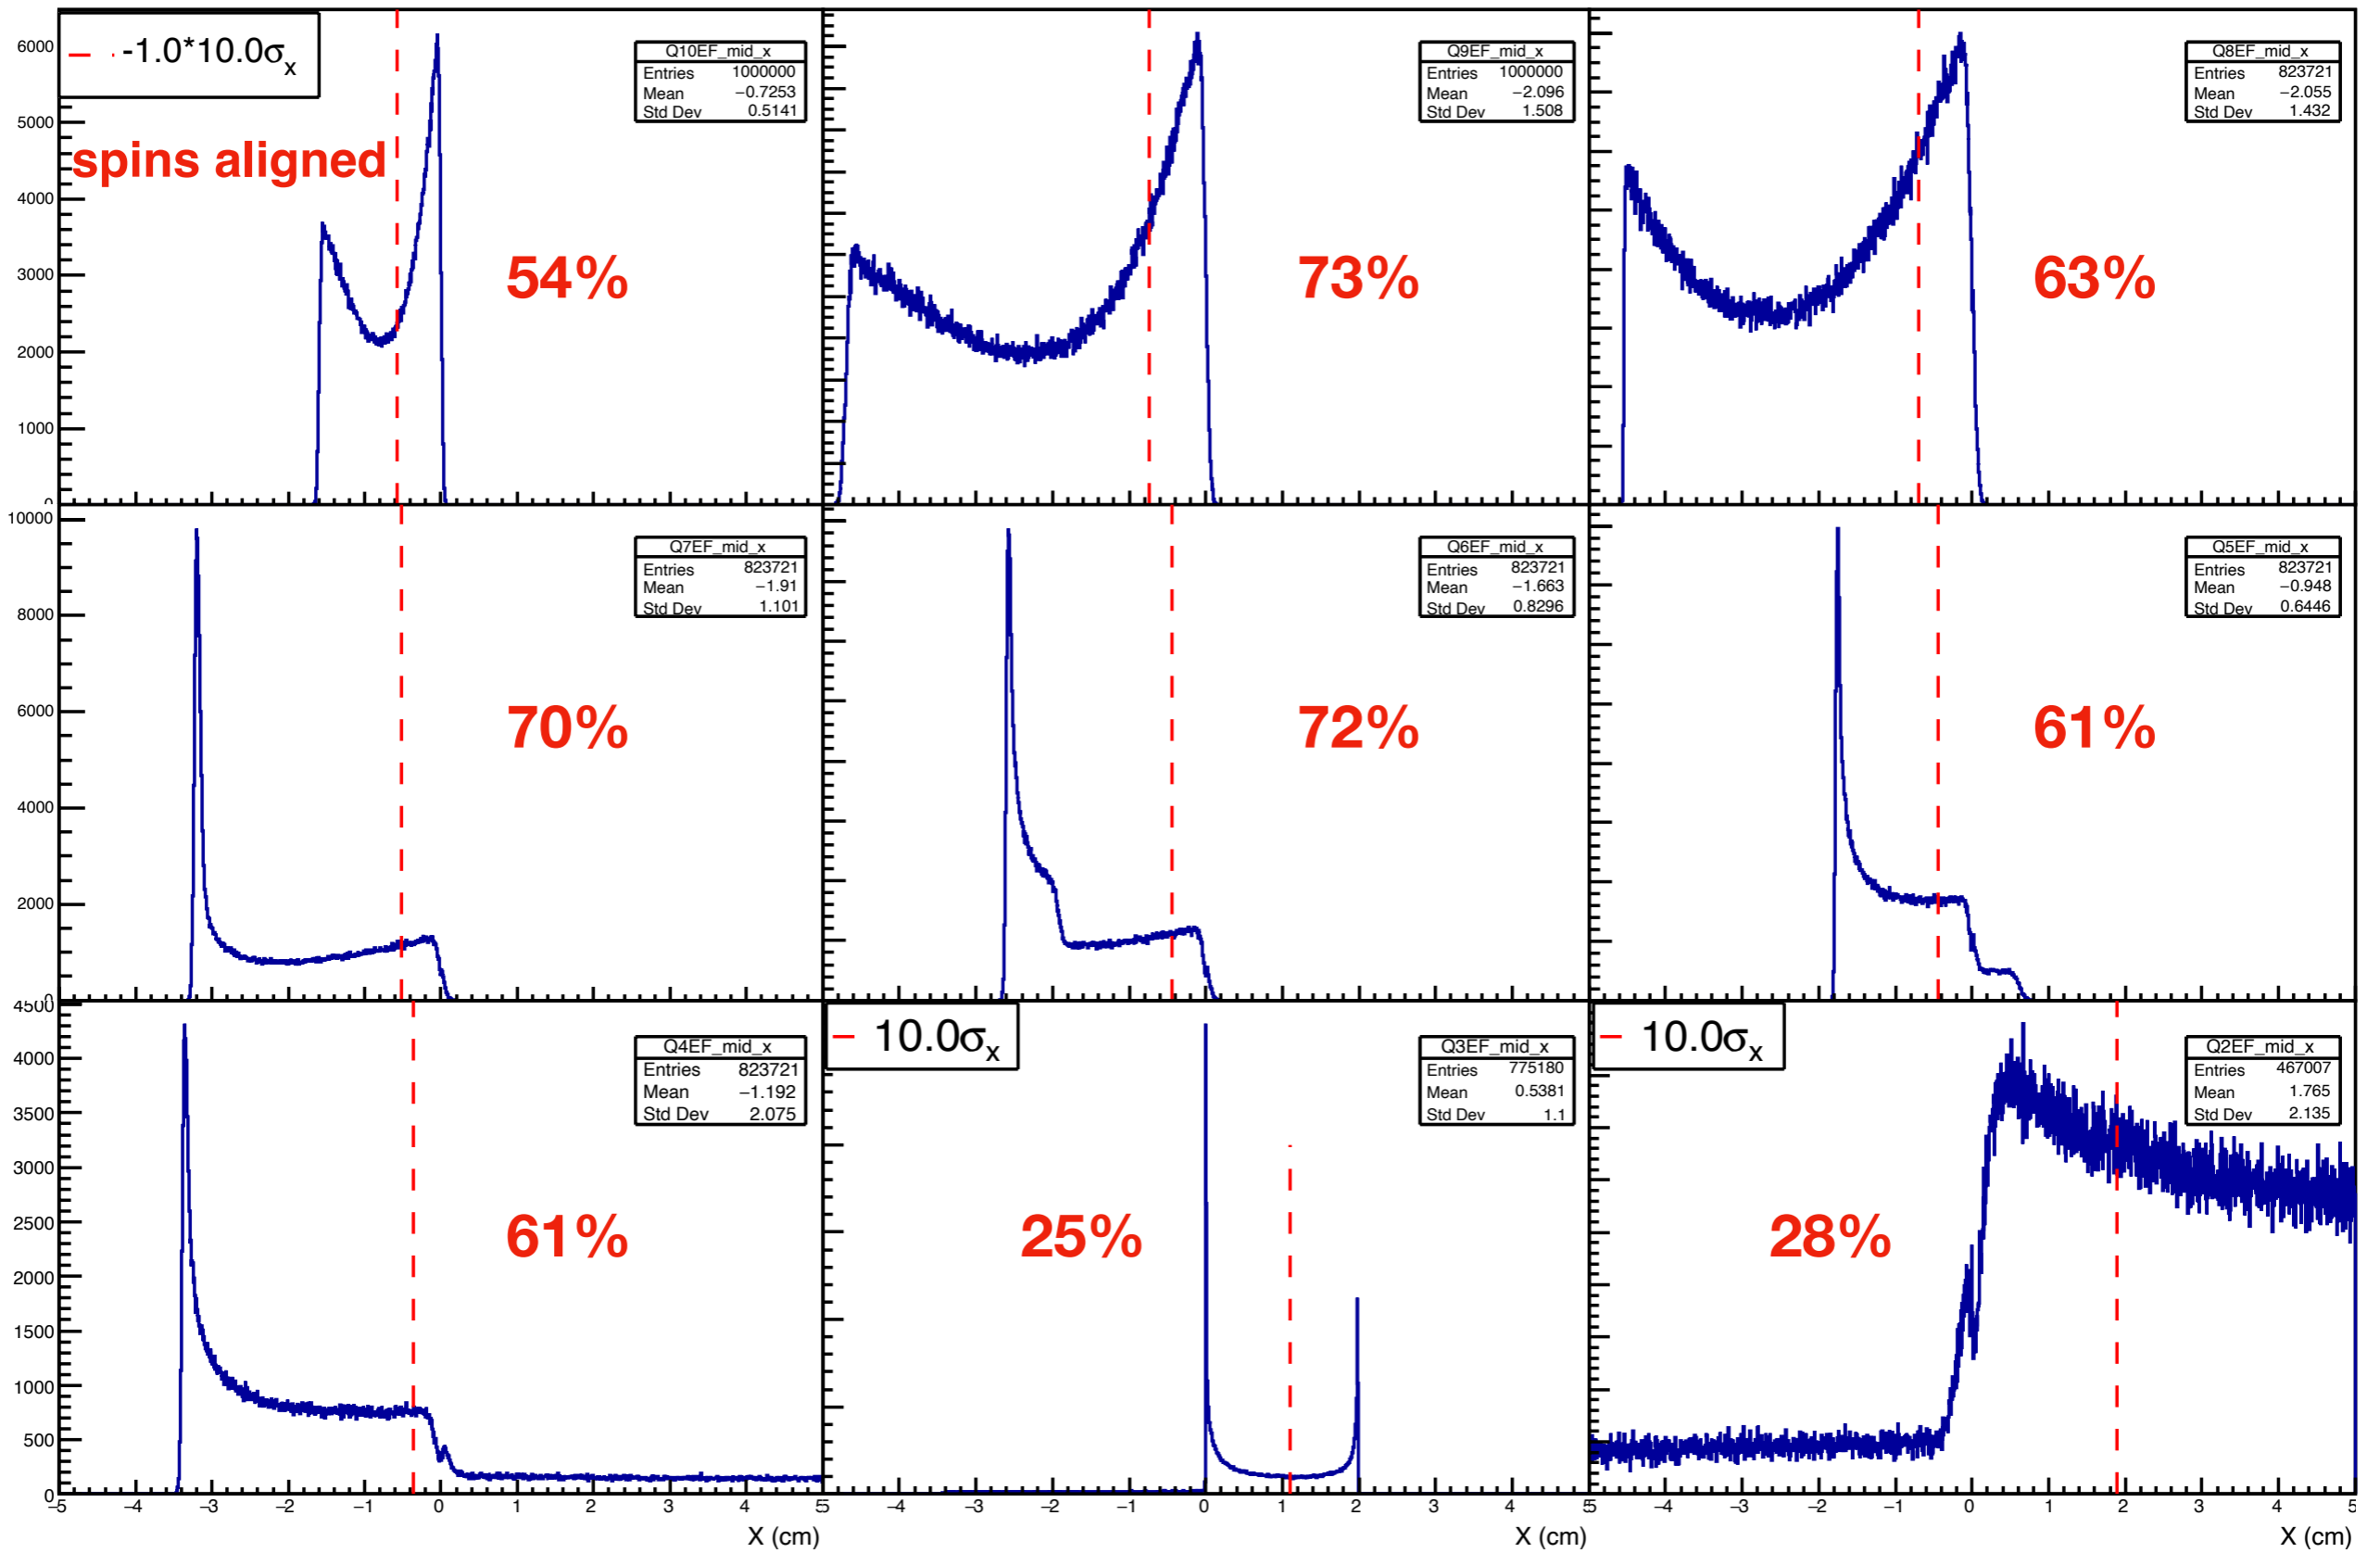 -1.0*10.0σx
spins aligned
Q10EF_mid_x
Entries 1000000
Mean −0.7253
Std Dev 0.5141
54%
6000
5000
4000
3000
2000
1000
0
Q9EF_mid_x
Entries 1000000
Mean −2.096
Std Dev 1.508
73%
Q8EF_mid_x
Entries 823721
Mean −2.055
Std Dev 1.432
63%
10000
8000
6000
4000
2000
0
Q7EF_mid_x
Entries 823721
Mean −1.91
Std Dev 1.101
70%
Q6EF_mid_x
Entries 823721
Mean −1.663
Std Dev 0.8296
72%
Q5EF_mid_x
Entries 823721
Mean −0.948
Std Dev 0.6446
61%
4500
4000
3500
3000
2500
2000
1500
1000
500
0
Q4EF_mid_x
Entries 823721
Mean −1.192
Std Dev 2.075
61%
−5 −4 −3 −2 −1 0 1 2 3 4 5
X (cm)
10.0σx
Q3EF_mid_x
Entries 775180
Mean 0.5381
Std Dev 1.1
25%
−4 −3 −2 −1 0 1 2 3 4 5
X (cm)
10.0σx
Q2EF_mid_x
Entries 467007
Mean 1.765
Std Dev 2.135
28%
−4 −3 −2 −1 0 1 2 3 4 5
X (cm)